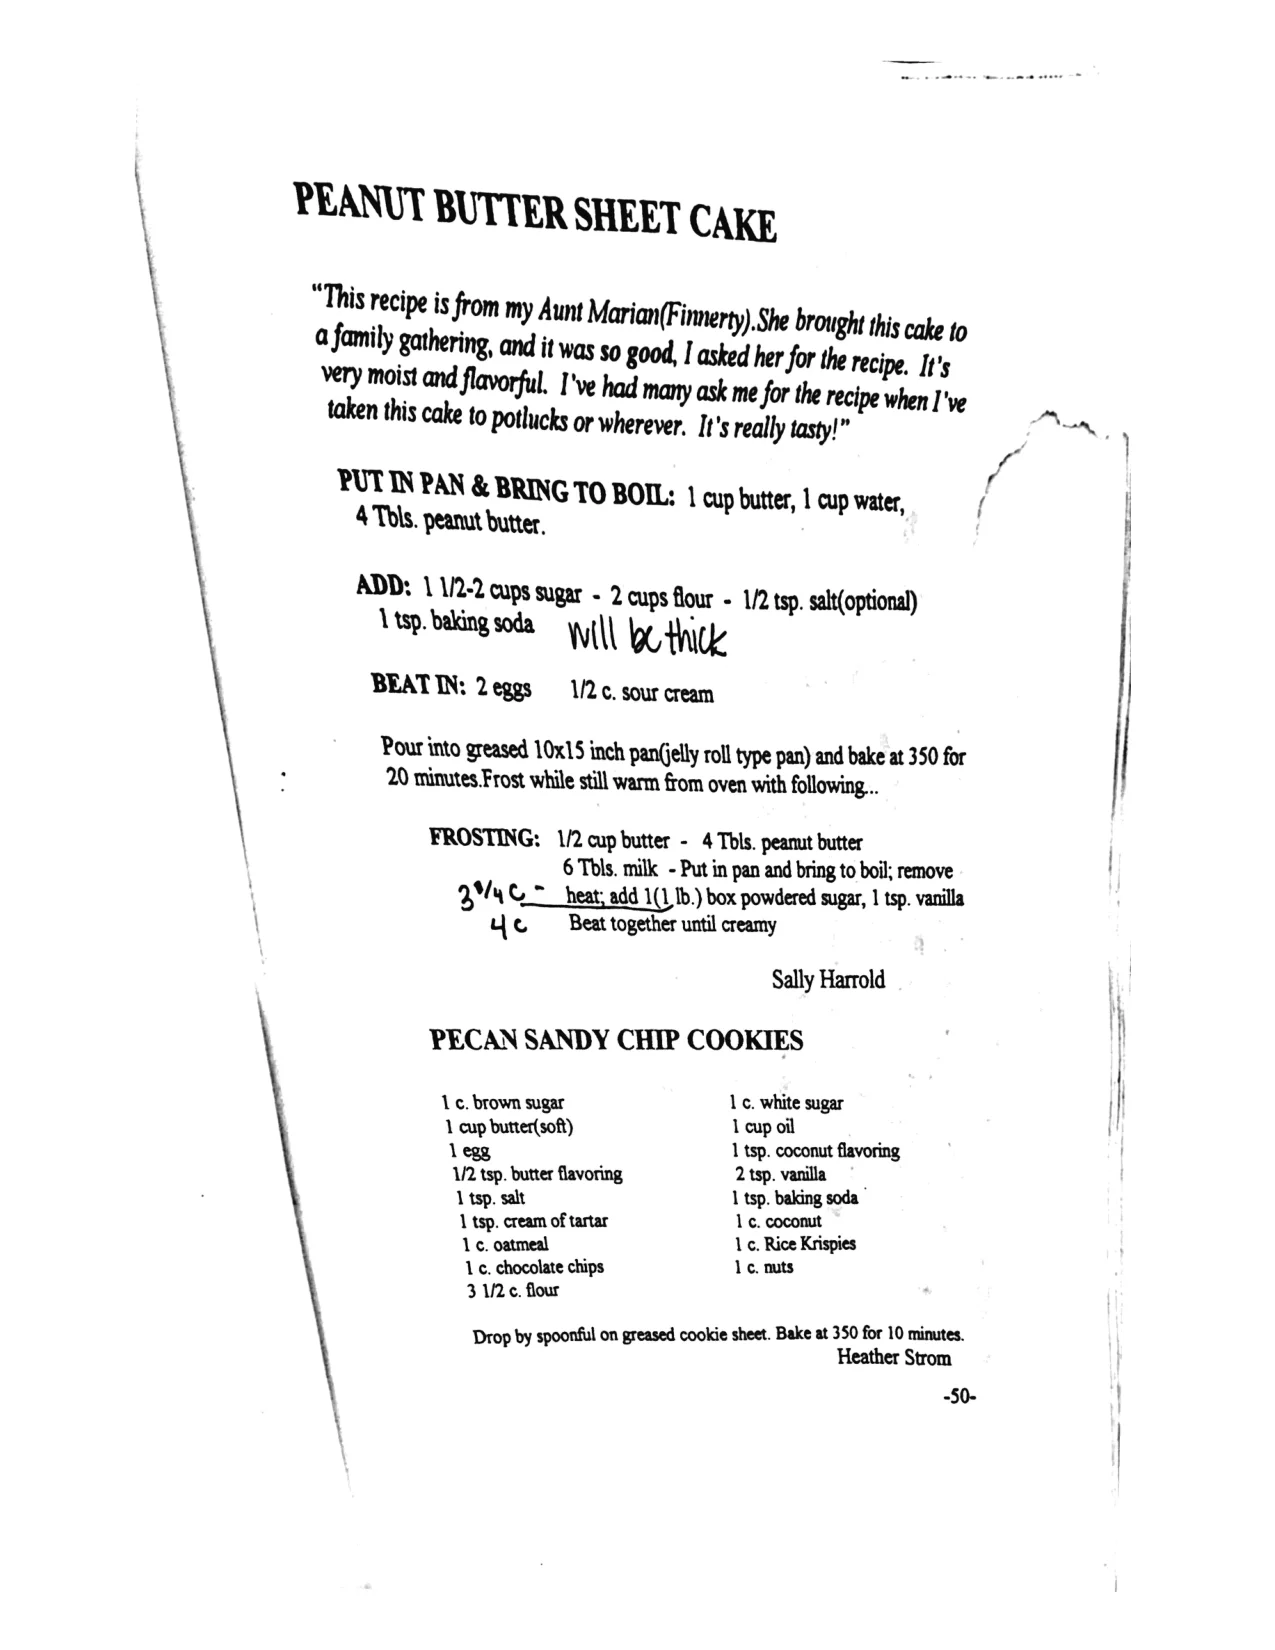 PEANUT BUTTER SHEET CAKE
"This recipe is from my Aunt Marian(Finnerty).She brought this cake to
a family gathering, and it was so good, I asked her for the recipe. It's
very moist and flavorful. I've had many ask me for the recipe when I've
taken this cake to potlucks or wherever. It's really tasty!"
PUT IN PAN & BRING TO BOIL: 1 cup butter, 1 cup water,
4 Tbls. peanut butter.
ADD: 1 1/2-2 cups sugar - 2 cups flour - 1/2 tsp. salt(optional)
1 tsp. baking soda will be thick
BEAT IN: 2 eggs 1/2 c. sour cream
Pour into greased 10x15 inch pan(jelly roll type pan) and bake at 350 for
20 minutes.Frost while still warm from oven with following...
FROSTING: 1/2 cup butter - 4 Tbls. peanut butter
6 Tbls. milk - Put in pan and bring to boil; remove
3 3/4 C - heat; add 1(1 lb.) box powdered sugar, 1 tsp. vanilla
4 c Beat together until creamy
Sally Harrold
PECAN SANDY CHIP COOKIES
1 c. brown sugar 1 c. white sugar
1 cup butter(soft) 1 cup oil
1 egg 1 tsp. coconut flavoring
1/2 tsp. butter flavoring 2 tsp. vanilla
1 tsp. salt 1 tsp. baking soda
1 tsp. cream of tartar 1 c. coconut
1 c. oatmeal 1 c. Rice Krispies
1 c. chocolate chips 1 c. nuts
3 1/2 c. flour
Drop by spoonful on greased cookie sheet. Bake at 350 for 10 minutes.
Heather Strom
-50-